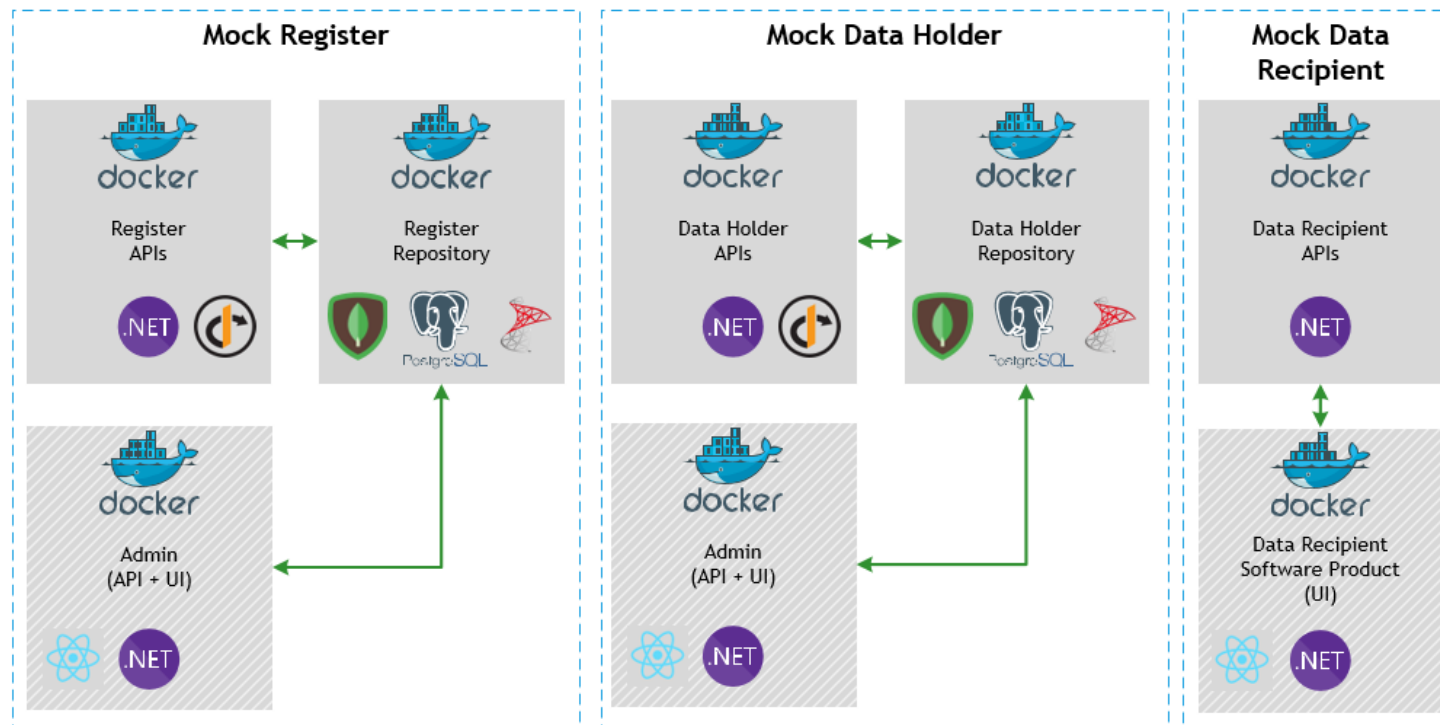 Mock Register
docker
Register
APIs
.NET
docker
Register
Repository
PostgreSQL
docker
Admin
(API + UI)
.NET
Mock Data Holder
docker
Data Holder
APIs
.NET
docker
Data Holder
Repository
PostgreSQL
docker
Admin
(API + UI)
.NET
Mock Data
Recipient
docker
Data Recipient
APIs
.NET
docker
Data Recipient
Software Product
(UI)
.NET